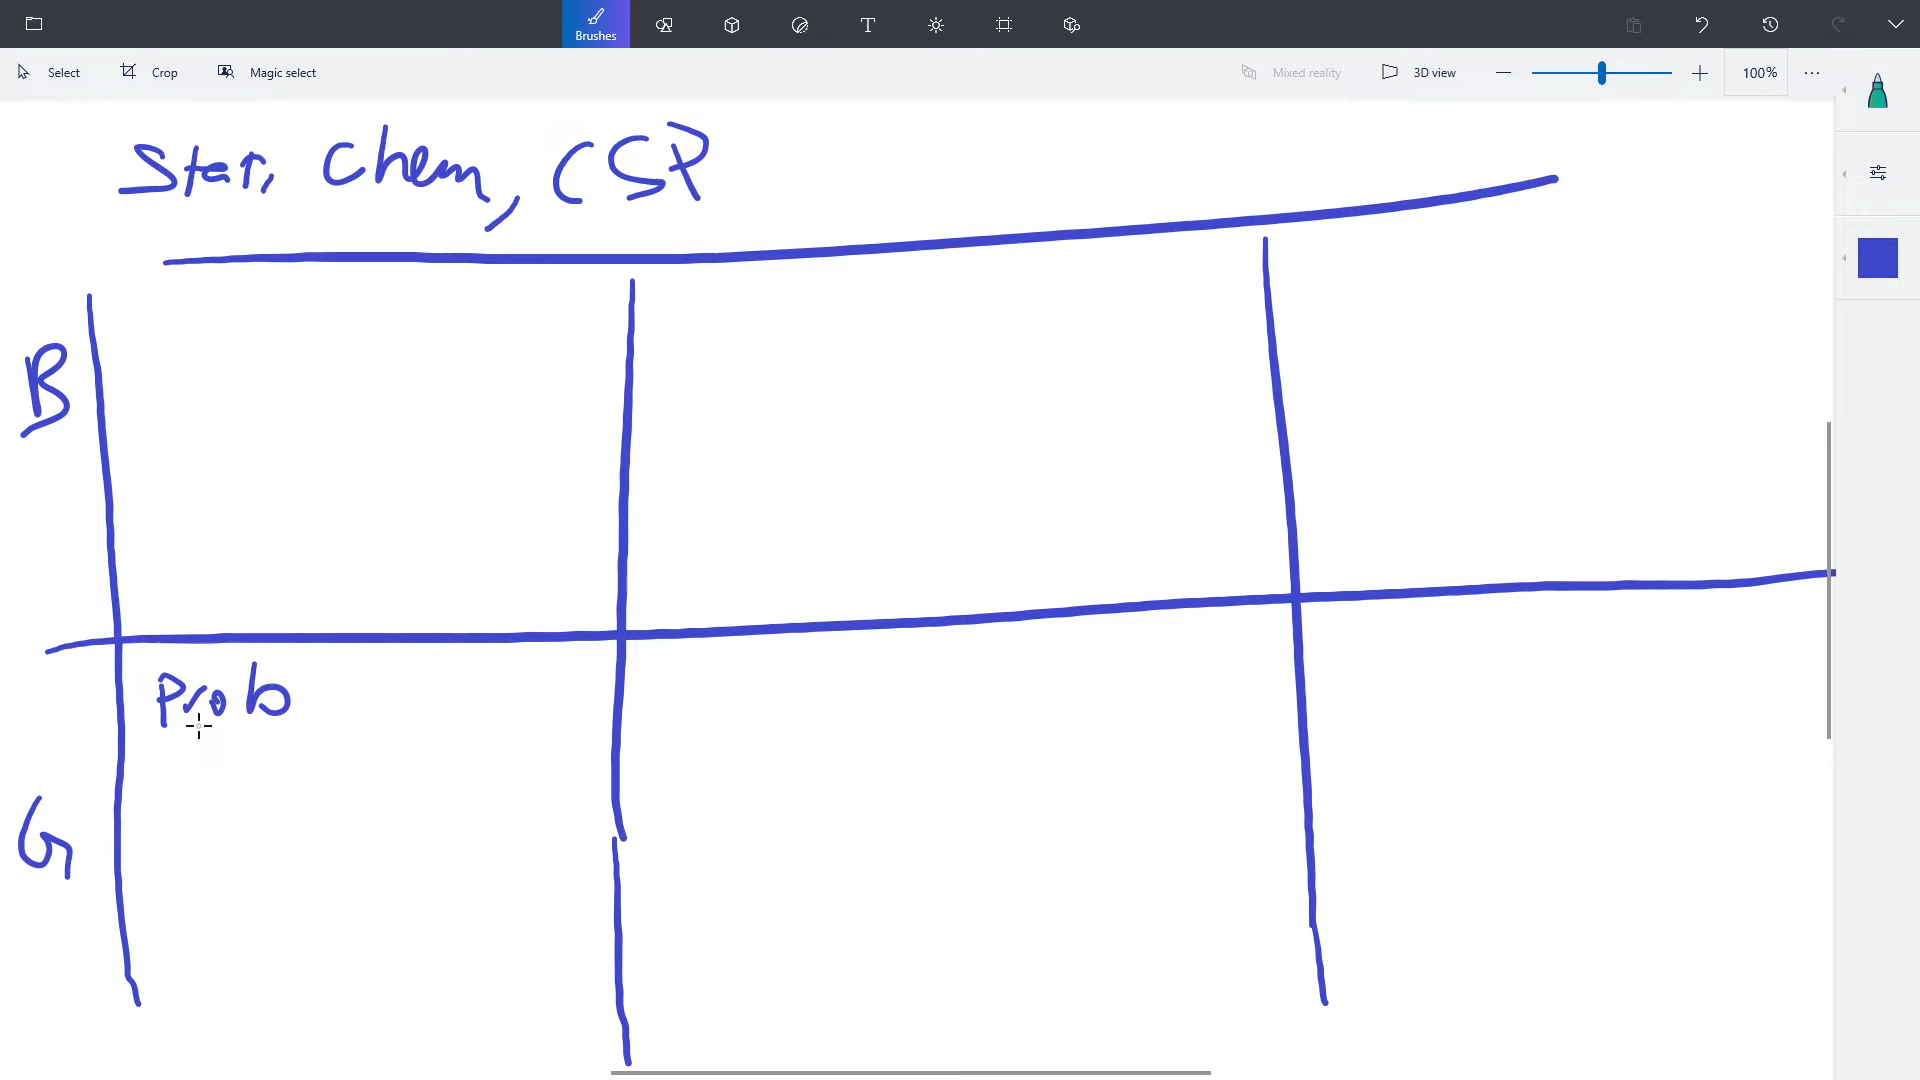 Brushes
Select Crop Magic select Mixed reality 3D view 100%
Stat, Chem, CSP
B
Prob
G